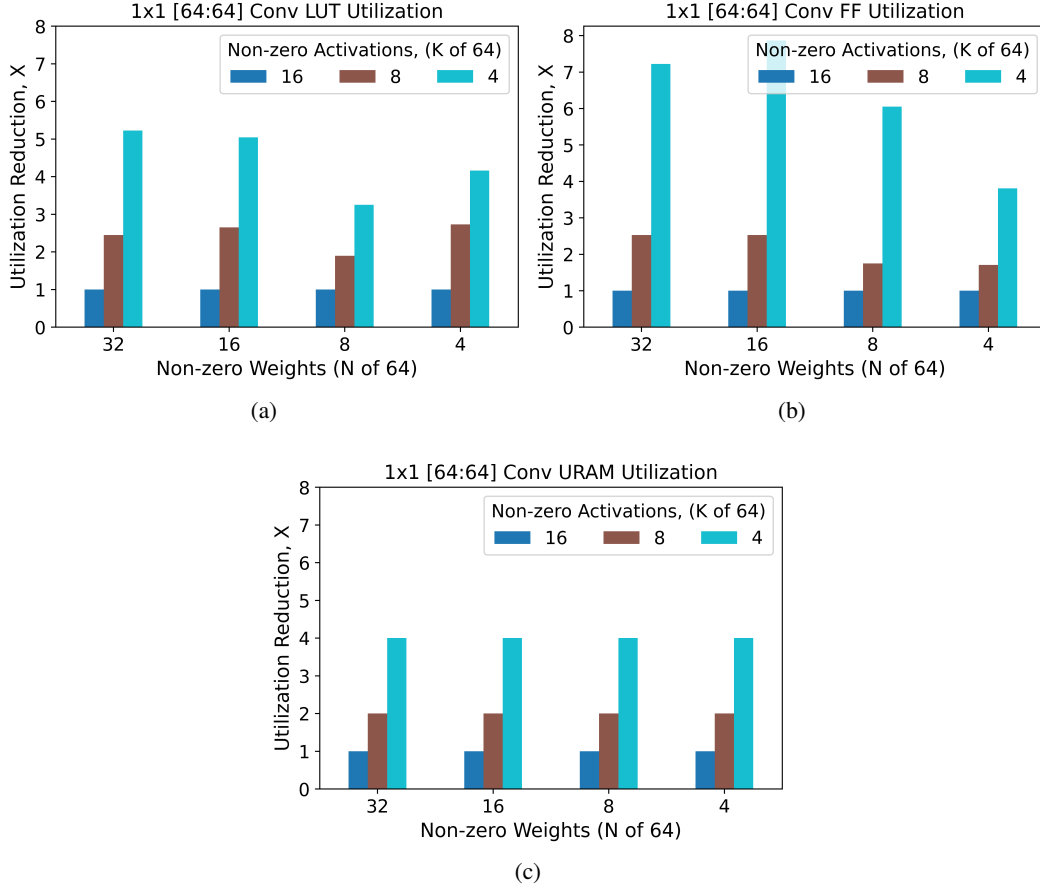 1x1 [64:64] Conv LUT Utilization
8
7
6
5
4
3
2
1
0
Utilization Reduction, X
Non-zero Activations, (K of 64)
16 8 4
32 16 8 4
Non-zero Weights (N of 64)
(a)
1x1 [64:64] Conv FF Utilization
8
7
6
5
4
3
2
1
0
Utilization Reduction, X
Non-zero Activations, (K of 64)
16 8 4
32 16 8 4
Non-zero Weights (N of 64)
(b)
1x1 [64:64] Conv URAM Utilization
8
7
6
5
4
3
2
1
0
Utilization Reduction, X
Non-zero Activations, (K of 64)
16 8 4
32 16 8 4
Non-zero Weights (N of 64)
(c)